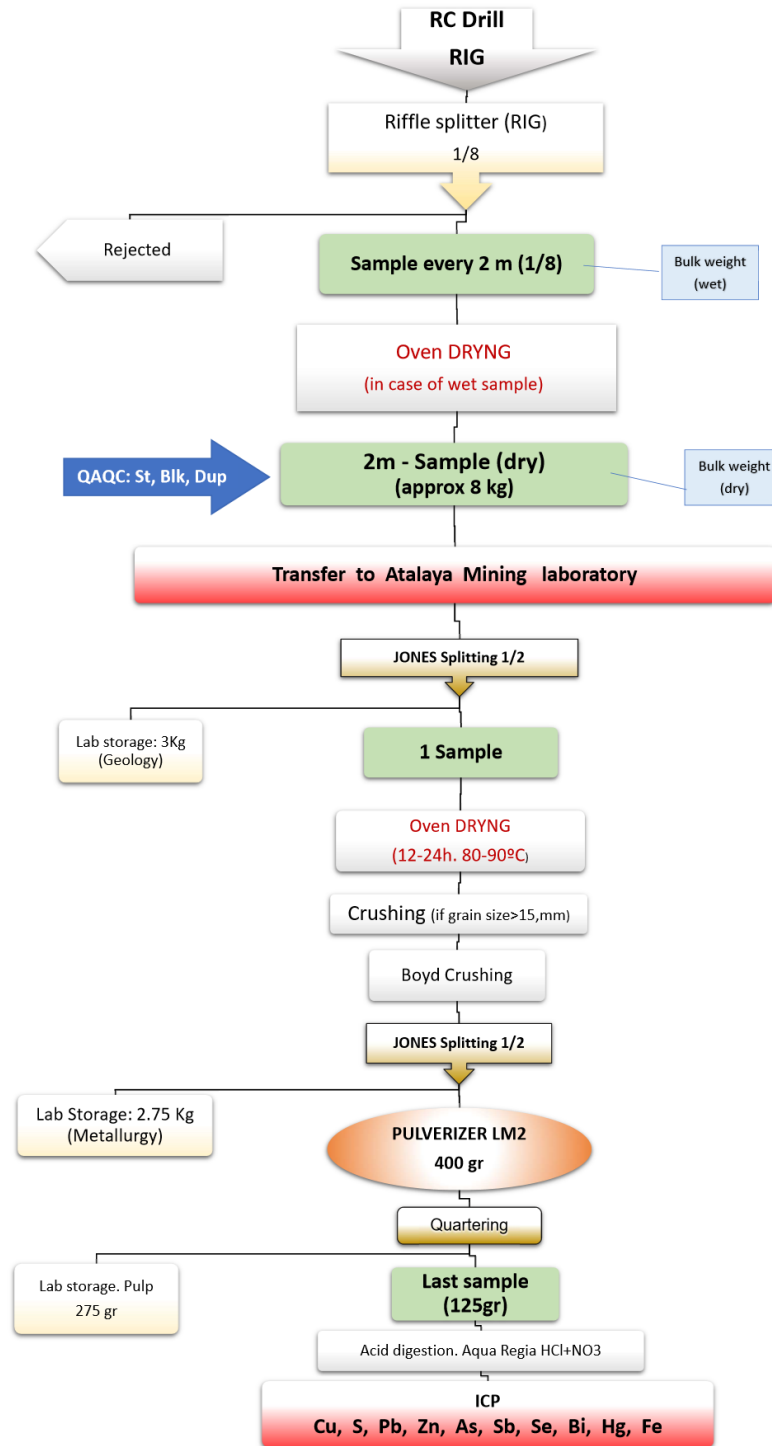 RC Drill
RIG
Riffle splitter (RIG)
1/8
Rejected
Sample every 2 m (1/8)
Bulk weight
(wet)
Oven DRYNG
(in case of wet sample)
QAQC: St, Blk, Dup
2m - Sample (dry)
(approx 8 kg)
Bulk weight
(dry)
Transfer to Atalaya Mining laboratory
JONES Splitting 1/2
Lab storage: 3Kg
(Geology)
1 Sample
Oven DRYNG
(12-24h. 80-90ºC)
Crushing (if grain size>15,mm)
Boyd Crushing
JONES Splitting 1/2
Lab Storage: 2.75 Kg
(Metallurgy)
PULVERIZER LM2
400 gr
Quartering
Lab storage. Pulp
275 gr
Last sample
(125gr)
Acid digestion. Aqua Regia HCl+NO3
ICP
Cu, S, Pb, Zn, As, Sb, Se, Bi, Hg, Fe